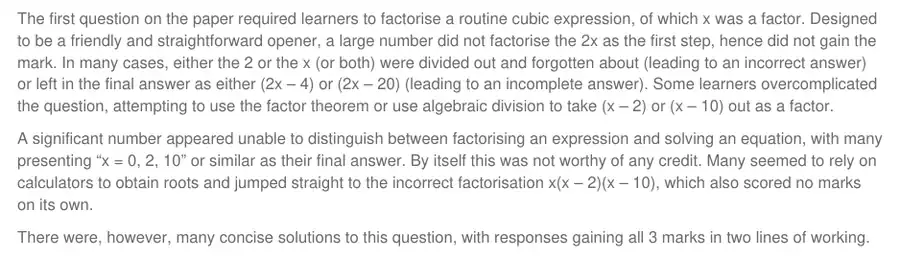 The first question on the paper required learners to factorise a routine cubic expression, of which x was a factor. Designed
to be a friendly and straightforward opener, a large number did not factorise the 2x as the first step, hence did not gain the
mark. In many cases, either the 2 or the x (or both) were divided out and forgotten about (leading to an incorrect answer)
or left in the final answer as either (2x – 4) or (2x – 20) (leading to an incomplete answer). Some learners overcomplicated
the question, attempting to use the factor theorem or use algebraic division to take (x – 2) or (x – 10) out as a factor.
A significant number appeared unable to distinguish between factorising an expression and solving an equation, with many
presenting “x = 0, 2, 10” or similar as their final answer. By itself this was not worthy of any credit. Many seemed to rely on
calculators to obtain roots and jumped straight to the incorrect factorisation x(x – 2)(x – 10), which also scored no marks
on its own.
There were, however, many concise solutions to this question, with responses gaining all 3 marks in two lines of working.